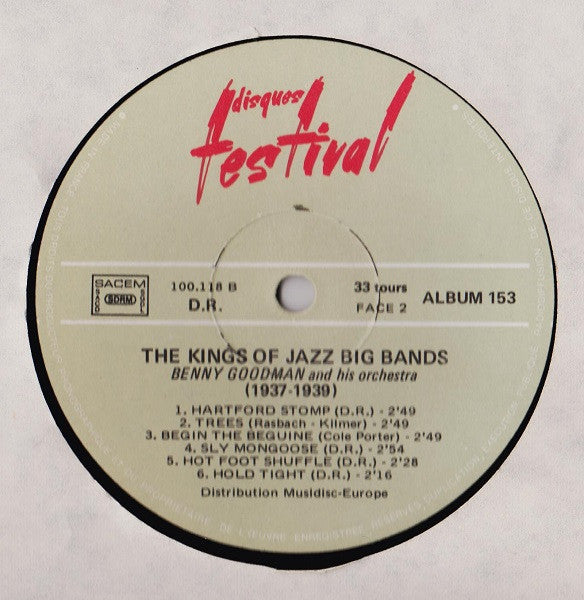 disques
festival
SACEM
SACD
SDRM
SGDL
100.118 B
D.R.
33 tours
FACE 2
ALBUM 153
THE KINGS OF JAZZ BIG BANDS
BENNY GOODMAN and his orchestra
(1937-1939)
1. HARTFORD STOMP (D.R.) - 2'49
2. TREES (Rasbach - Kilmer) - 2'49
3. BEGIN THE BEGUINE (Cole Porter) - 2'49
4. SLY MONGOOSE (D.R.) - 2'54
5. HOT FOOT SHUFFLE (D.R.) - 2'28
6. HOLD TIGHT (D.R.) - 2'16
Distribution Musidisc-Europe